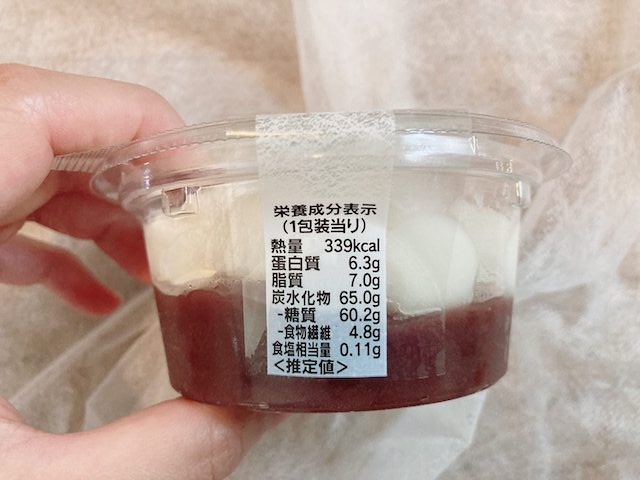 栄養成分表示
(1包装当り)
熱量 339kcal
蛋白質 6.3g
脂質 7.0g
炭水化物 65.0g
-糖質 60.2g
-食物繊維 4.8g
食塩相当量 0.11g
<推定値>